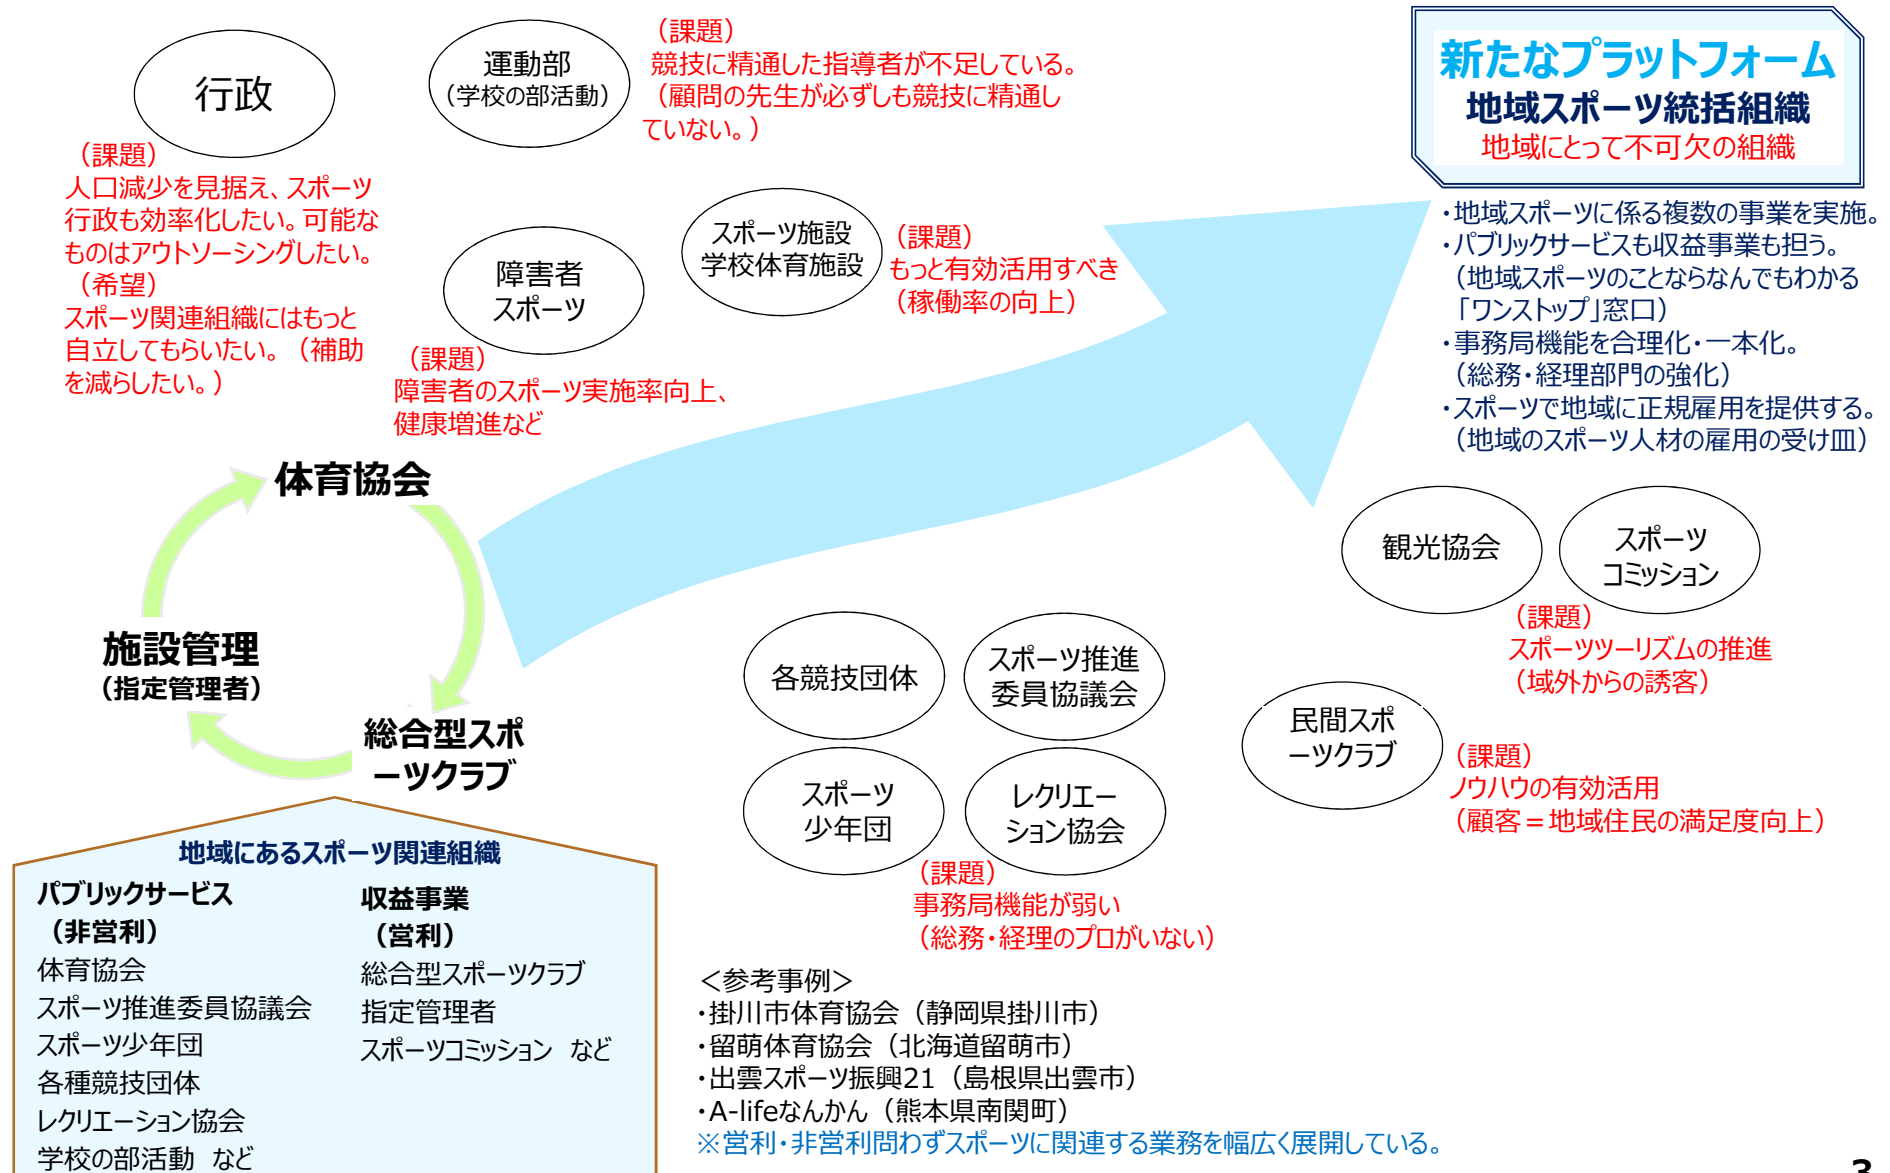 行政
（課題）
人口減少を見据え、スポーツ
行政も効率化したい。可能な
ものはアウトソーシングしたい。
（希望）
スポーツ関連組織にはもっと
自立してもらいたい。（補助
を減らしたい。）
運動部
（学校の部活動）
（課題）
競技に精通した指導者が不足している。
（顧問の先生が必ずしも競技に精通し
ていない。）
障害者
スポーツ
（課題）
障害者のスポーツ実施率向上、
健康増進など
スポーツ施設
学校体育施設
（課題）
もっと有効活用すべき
（稼働率の向上）
新たなプラットフォーム
地域スポーツ統括組織
地域にとって不可欠の組織
・地域スポーツに係る複数の事業を実施。
・パブリックサービスも収益事業も担う。
（地域スポーツのことならなんでもわかる
「ワンストップ」窓口）
・事務局機能を合理化・一本化。
（総務・経理部門の強化）
・スポーツで地域に正規雇用を提供する。
（地域のスポーツ人材の雇用の受け皿）
体育協会
施設管理
（指定管理者）
総合型スポ
ーツクラブ
観光協会
スポーツ
コミッション
（課題）
スポーツツーリズムの推進
（域外からの誘客）
各競技団体
スポーツ推進
委員協議会
スポーツ
少年団
レクリエー
ション協会
（課題）
事務局機能が弱い
（総務・経理のプロがいない）
民間スポ
ーツクラブ
（課題）
ノウハウの有効活用
（顧客＝地域住民の満足度向上）
地域にあるスポーツ関連組織
パブリックサービス
（非営利）
体育協会
スポーツ推進委員協議会
スポーツ少年団
各種競技団体
レクリエーション協会
学校の部活動 など
収益事業
（営利）
総合型スポーツクラブ
指定管理者
スポーツコミッション など
＜参考事例＞
・掛川市体育協会（静岡県掛川市）
・留萌体育協会（北海道留萌市）
・出雲スポーツ振興21（島根県出雲市）
・A-lifeなんかん（熊本県南関町）
※営利・非営利問わずスポーツに関連する業務を幅広く展開している。
3